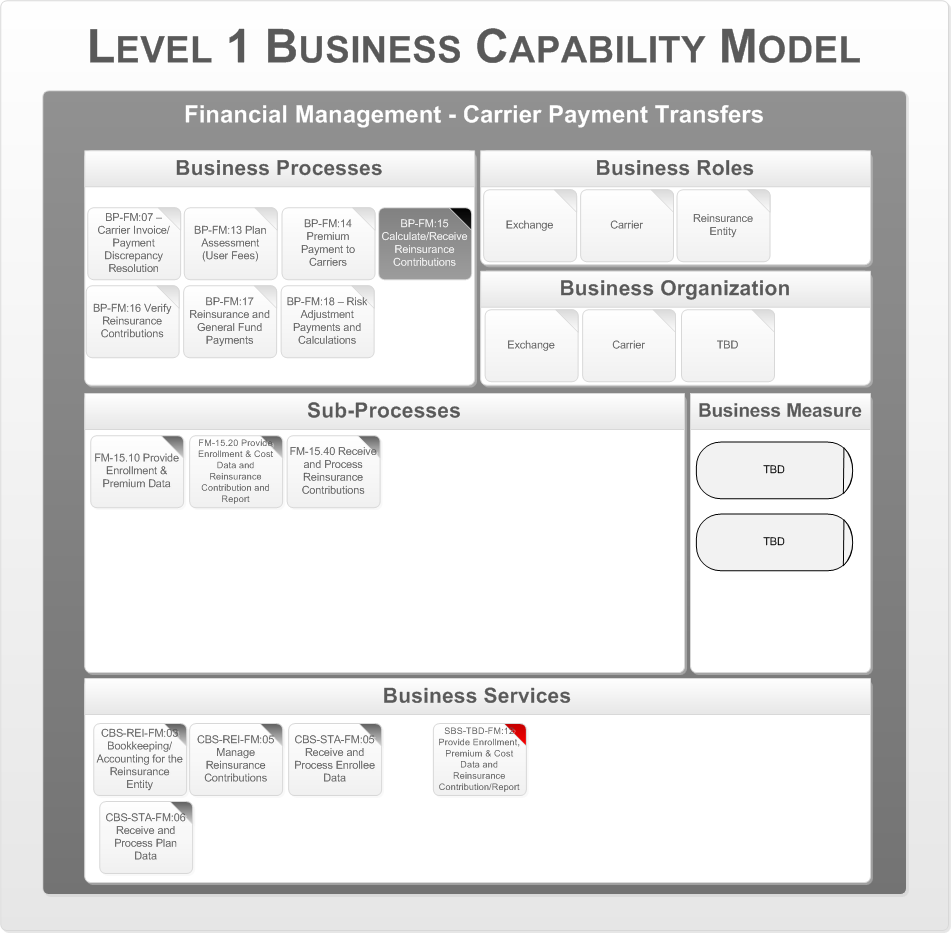 LEVEL 1 BUSINESS CAPABILITY MODEL
Financial Management - Carrier Payment Transfers
Business Processes
BP-FM:07 –
Carrier Invoice/
Payment
Discrepancy
Resolution
BP-FM:13 Plan
Assessment
(User Fees)
BP-FM:14
Premium
Payment to
Carriers
BP-FM:15
Calculate/Receive
Reinsurance
Contributions
BP-FM:16 Verify
Reinsurance
Contributions
BP-FM:17
Reinsurance and
General Fund
Payments
BP-FM:18 – Risk
Adjustment
Payments and
Calculations
Business Roles
Exchange
Carrier
Reinsurance
Entity
Business Organization
Exchange
Carrier
TBD
Sub-Processes
FM-15.10 Provide
Enrollment &
Premium Data
FM-15.20 Provide
Enrollment & Cost
Data and
Reinsurance
Contribution and
Report
FM-15.40 Receive
and Process
Reinsurance
Contributions
Business Measure
TBD
TBD
Business Services
CBS-REI-FM:03
Bookkeeping/
Accounting for the
Reinsurance
Entity
CBS-REI-FM:05
Manage
Reinsurance
Contributions
CBS-STA-FM:05
Receive and
Process Enrollee
Data
SBS-TBD-FM:12
Provide Enrollment,
Premium & Cost
Data and
Reinsurance
Contribution/Report
CBS-STA-FM:06
Receive and
Process Plan
Data